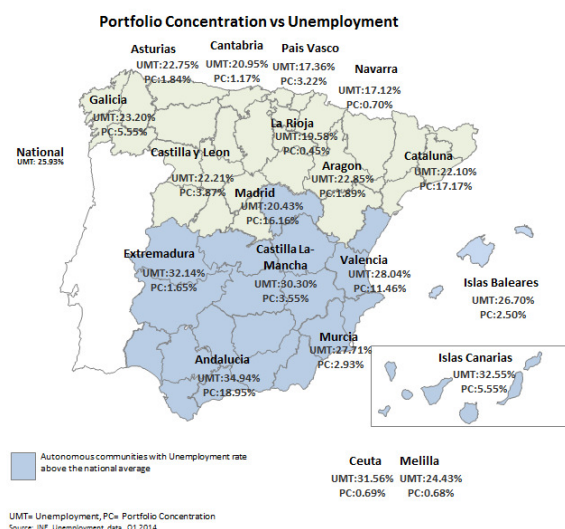 Portfolio Concentration vs Unemployment
Asturias
UMT:22.75%
PC:1.84%
Cantabria
UMT:20.95%
PC:1.17%
Pais Vasco
UMT:17.36%
PC:3.22%
Navarra
UMT:17.12%
PC:0.70%
Galicia
UMT:23.20%
PC:5.55%
La Rioja
UMT:19.58%
PC:0.45%
National
UMT: 25.93%
Castilla y Leon
UMT:22.21%
PC:3.87%
Aragon
UMT:22.85%
PC:1.89%
Cataluna
UMT:22.10%
PC:17.17%
Madrid
UMT:20.43%
PC:16.16%
Extremadura
UMT:32.14%
PC:1.65%
Castilla La-
Mancha
UMT:30.30%
PC:3.55%
Valencia
UMT:28.04%
PC:11.46%
Islas Baleares
UMT:26.70%
PC:2.50%
Murcia
UMT:27.71%
PC:2.93%
Andalucia
UMT:34.94%
PC:18.95%
Islas Canarias
UMT:32.55%
PC:5.55%
Autonomous communities with Unemployment rate
above the national average
Ceuta
UMT:31.56%
PC:0.69%
Melilla
UMT:24.43%
PC:0.68%
UMT= Unemployment, PC= Portfolio Concentration
Source: INE, Unemployment data, Q1 2014